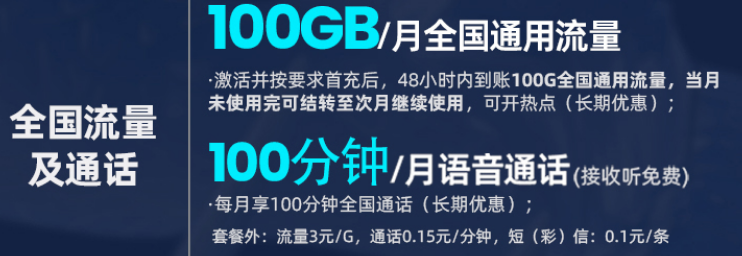 全国流量
及通话
100GB/月全国通用流量
·激活并按要求首充后，48小时内到账100G全国通用流量，当月
未使用完可结转至次月继续使用，可开热点（长期优惠）；
100分钟/月语音通话(接收听免费)
·每月享100分钟全国通话（长期优惠）；
套餐外：流量3元/G，通话0.15元/分钟，短（彩）信：0.1元/条